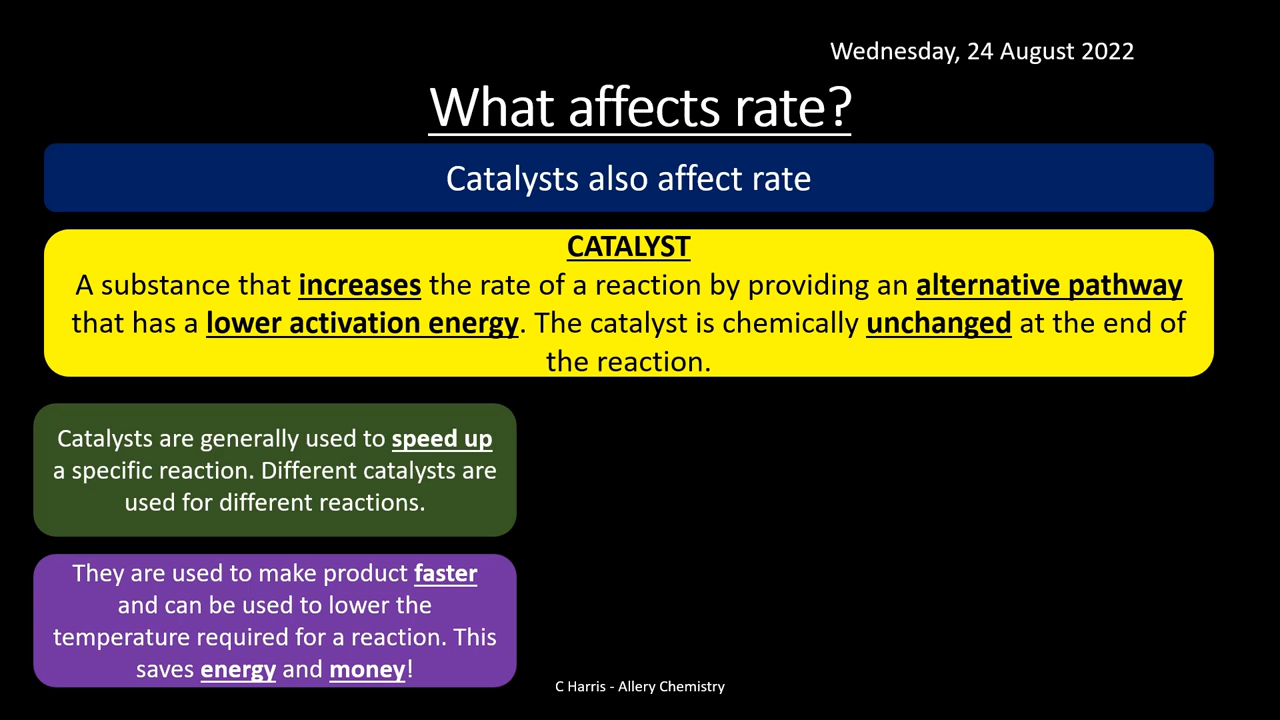 Wednesday, 24 August 2022
What affects rate?
Catalysts also affect rate
CATALYST
A substance that increases the rate of a reaction by providing an alternative pathway
that has a lower activation energy. The catalyst is chemically unchanged at the end of
the reaction.
Catalysts are generally used to speed up
a specific reaction. Different catalysts are
used for different reactions.
They are used to make product faster
and can be used to lower the
temperature required for a reaction. This
saves energy and money!
C Harris - Allery Chemistry